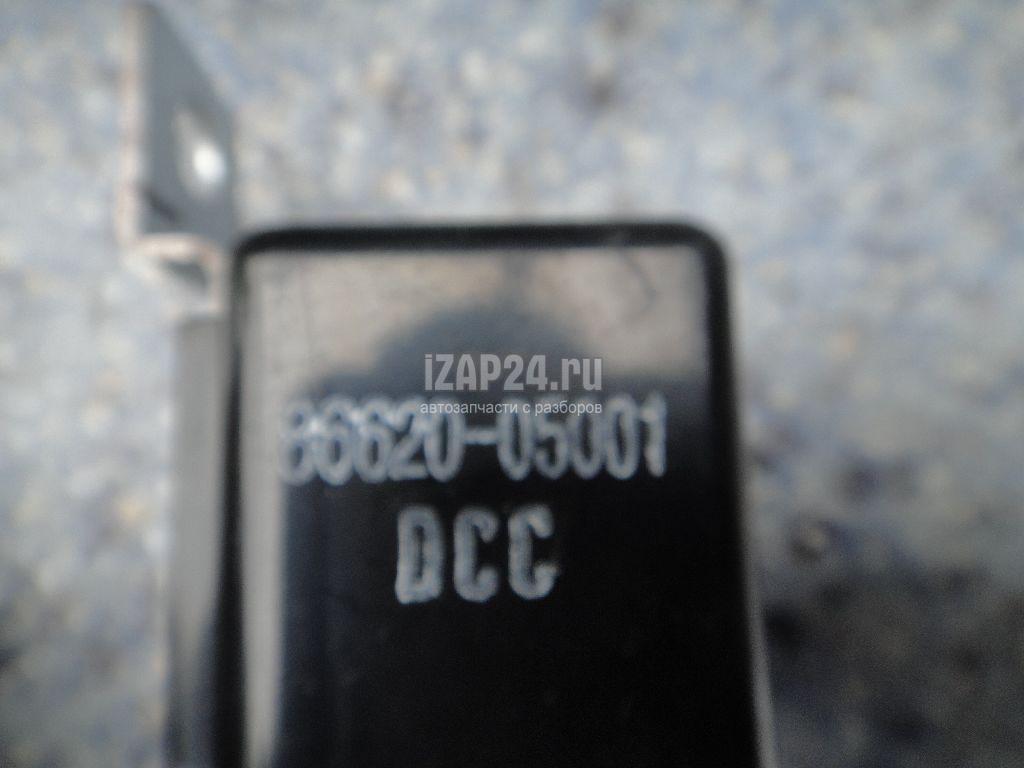 iZAP24.ru
автозапчасти с разборов
86620-05001
DCC